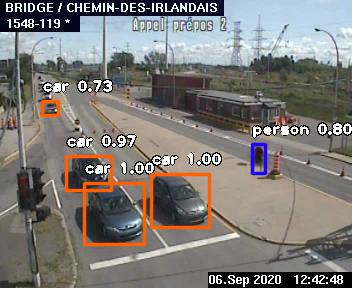 BRIDGE / CHEMIN-DES-IRLANDAIS
1548-119 *
Appel-prépos 2
car 0.73
person 0.80
car 0.97
car 1.00
car 1.00
06.Sep 2020 12:42:48